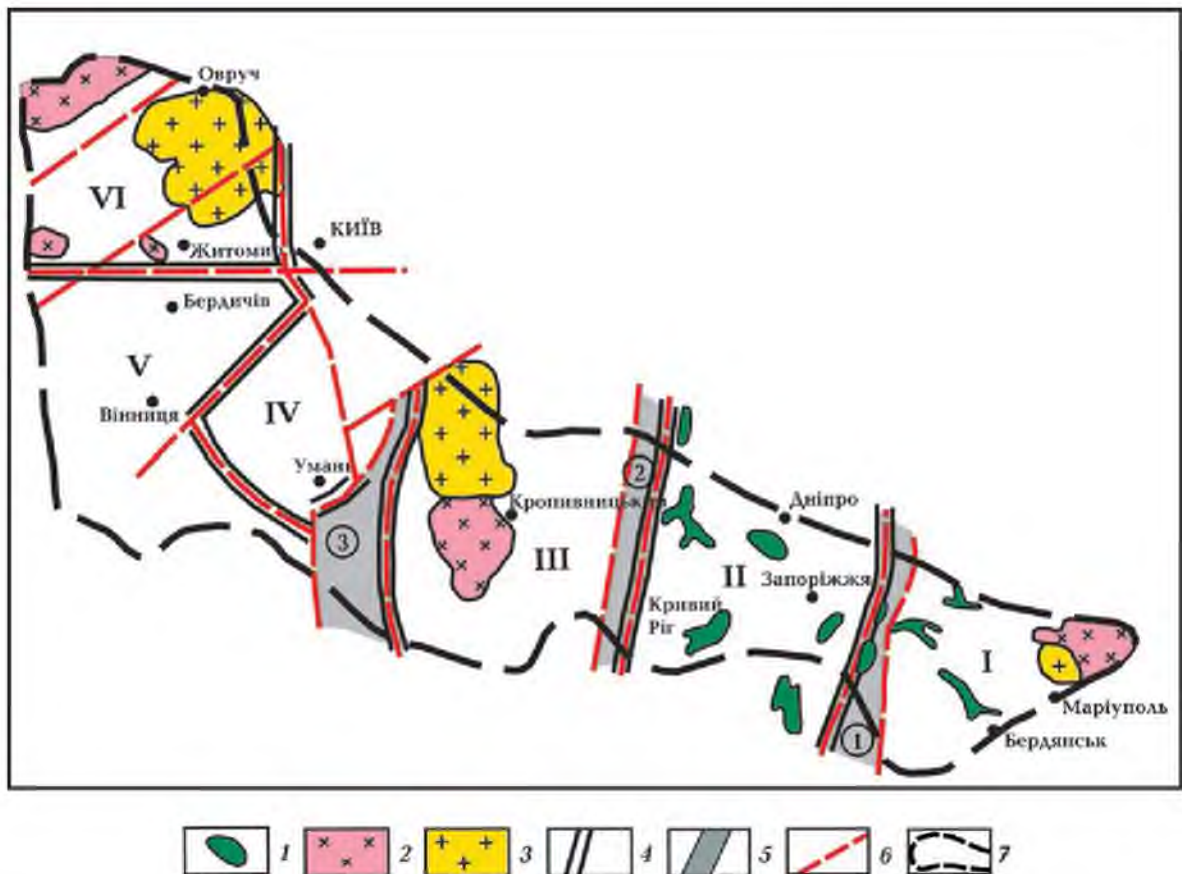 Овруч
VI
КИЇВ
Житоми
Бердичів
V
IV
Вінниця
Умань
3
Кропивницький
III
2
Дніпро
II
Запоріжжя
Кривий
Ріг
I
Маріуполь
Бердянськ
1
1 2 3 4 5 6 7